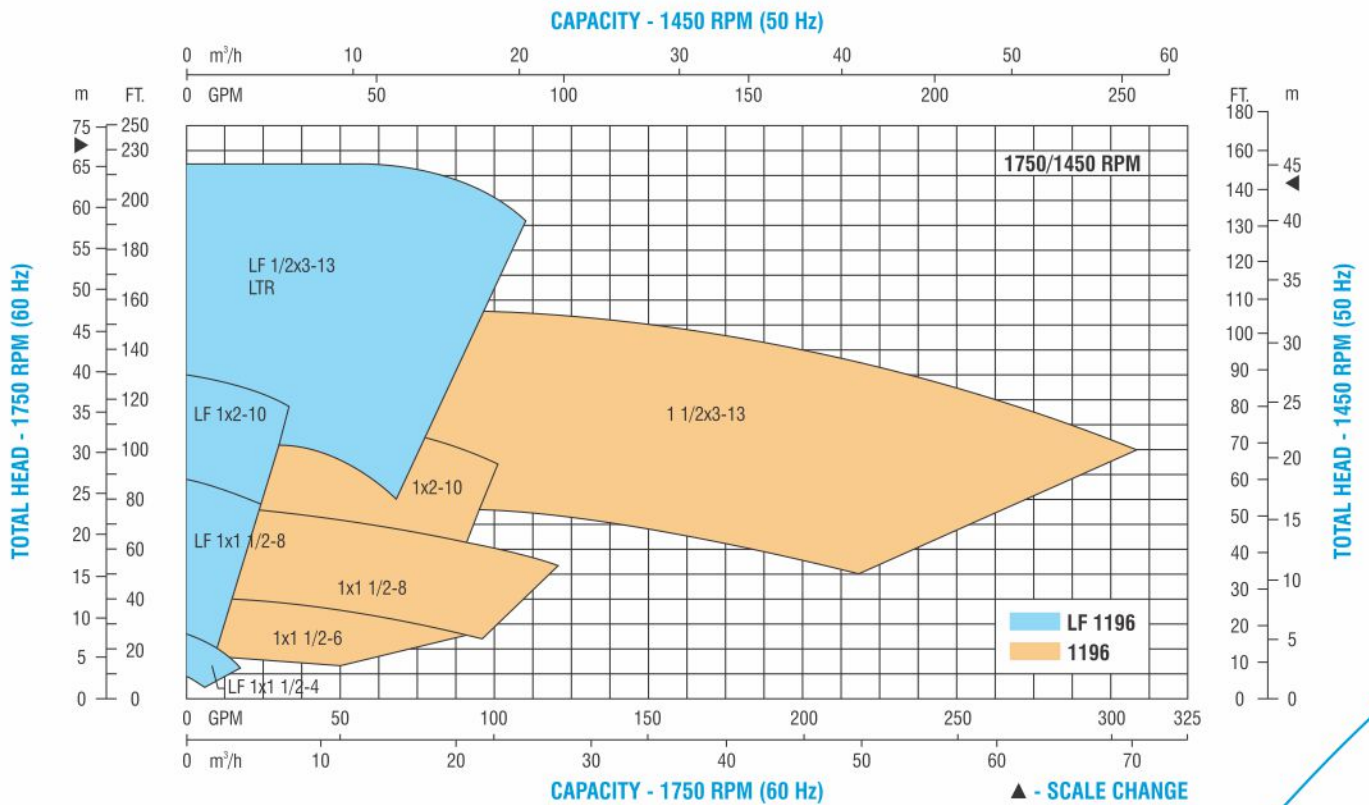 CAPACITY - 1450 RPM (50 Hz)
0 m³/h 10 20 30 40 50 60
0 GPM 50 100 150 200 250
m FT.
FT. m
TOTAL HEAD - 1750 RPM (60 Hz)
75
65
60
55
50
45
40
35
30
25
20
15
10
5
0
250
230
200
180
160
140
120
100
80
60
40
20
0
1750/1450 RPM
LF 1/2x3-13
LTR
LF 1x2-10
1 1/2x3-13
1x2-10
LF 1x1 1/2-8
1x1 1/2-8
1x1 1/2-6
LF 1x1 1/2-4
LF 1196
1196
180
160
140
130
120
110
100
90
80
70
60
50
40
30
20
10
0
45
40
35
30
25
20
15
10
5
0
TOTAL HEAD - 1450 RPM (50 Hz)
0 GPM 50 100 150 200 250 300 325
0 m³/h 10 20 30 40 50 60 70
CAPACITY - 1750 RPM (60 Hz)
▲ - SCALE CHANGE